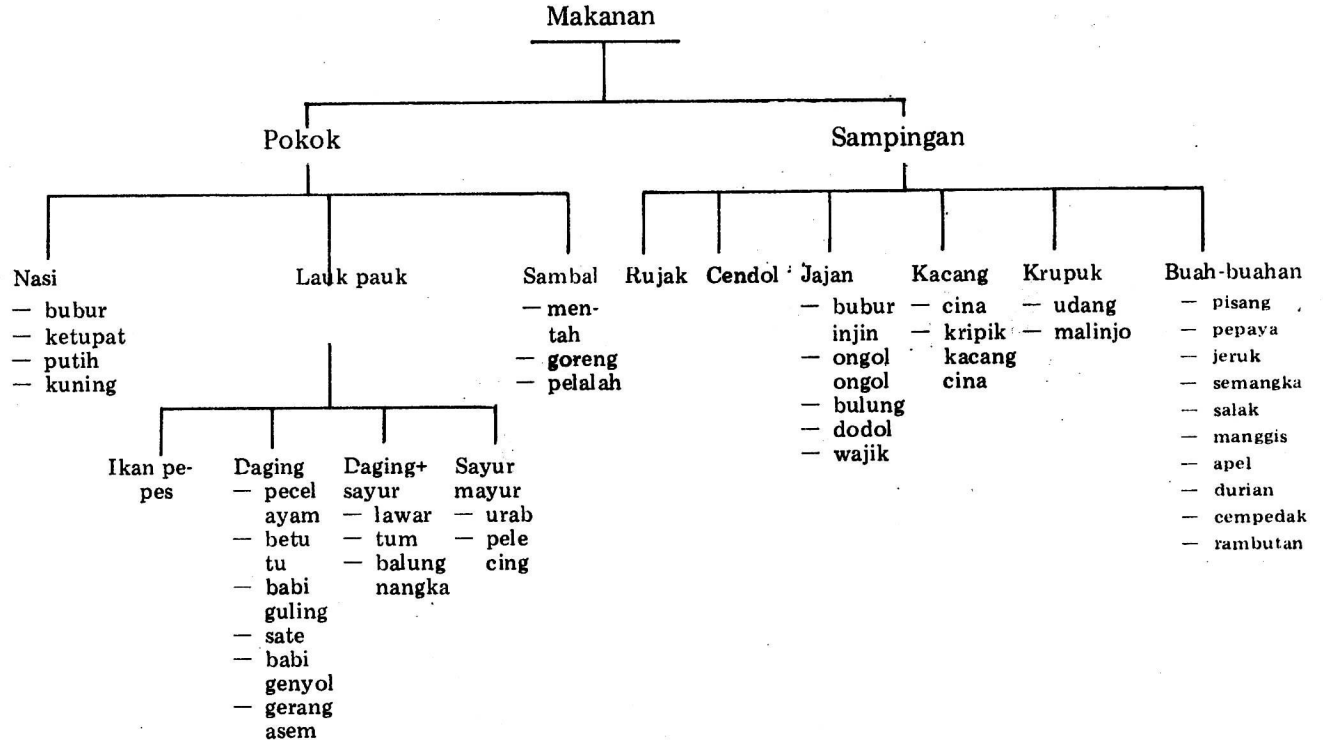 Makanan
Pokok
Sampingan
Nasi
— bubur
— ketupat
— putih
— kuning
Lauk pauk
Sambal
— men-
tah
— goreng
— pelalah
Rujak
Cendol
Jajan
— bubur
injin
— ongol
ongol
— bulung
— dodol
— wajik
Kacang
— cina
— kripik
kacang
cina
Krupuk
— udang
— malinjo
Buah-buahan
— pisang
— pepaya
— jeruk
— semangka
— salak
— manggis
— apel
— durian
— cempedak
— rambutan
Ikan pe-
pes
Daging
— pecel
ayam
— betu
tu
— babi
guling
— sate
— babi
genyol
— gerang
asem
Daging+
sayur
— lawar
— tum
— balung
nangka
Sayur
mayur
— urab
— pele
cing